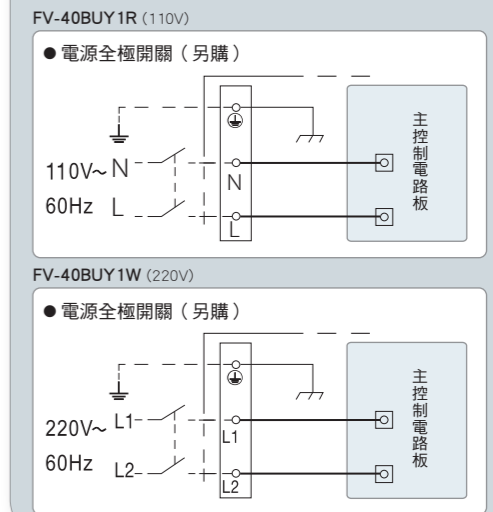 FV-40BUY1R (110V)
●電源全極開關（另購）
110V~ N
60Hz L
N
L
主控制電路板
FV-40BUY1W (220V)
●電源全極開關（另購）
220V~ L1
60Hz L2
L1
L2
主控制電路板